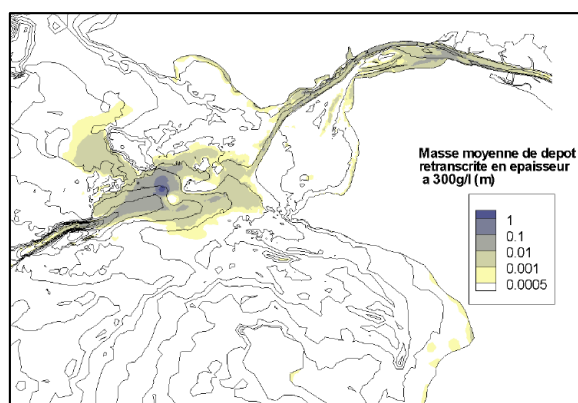 Masse moyenne de depot
retranscrite en epaisseur
a 300g/l (m)
1
0.1
0.01
0.001
0.0005